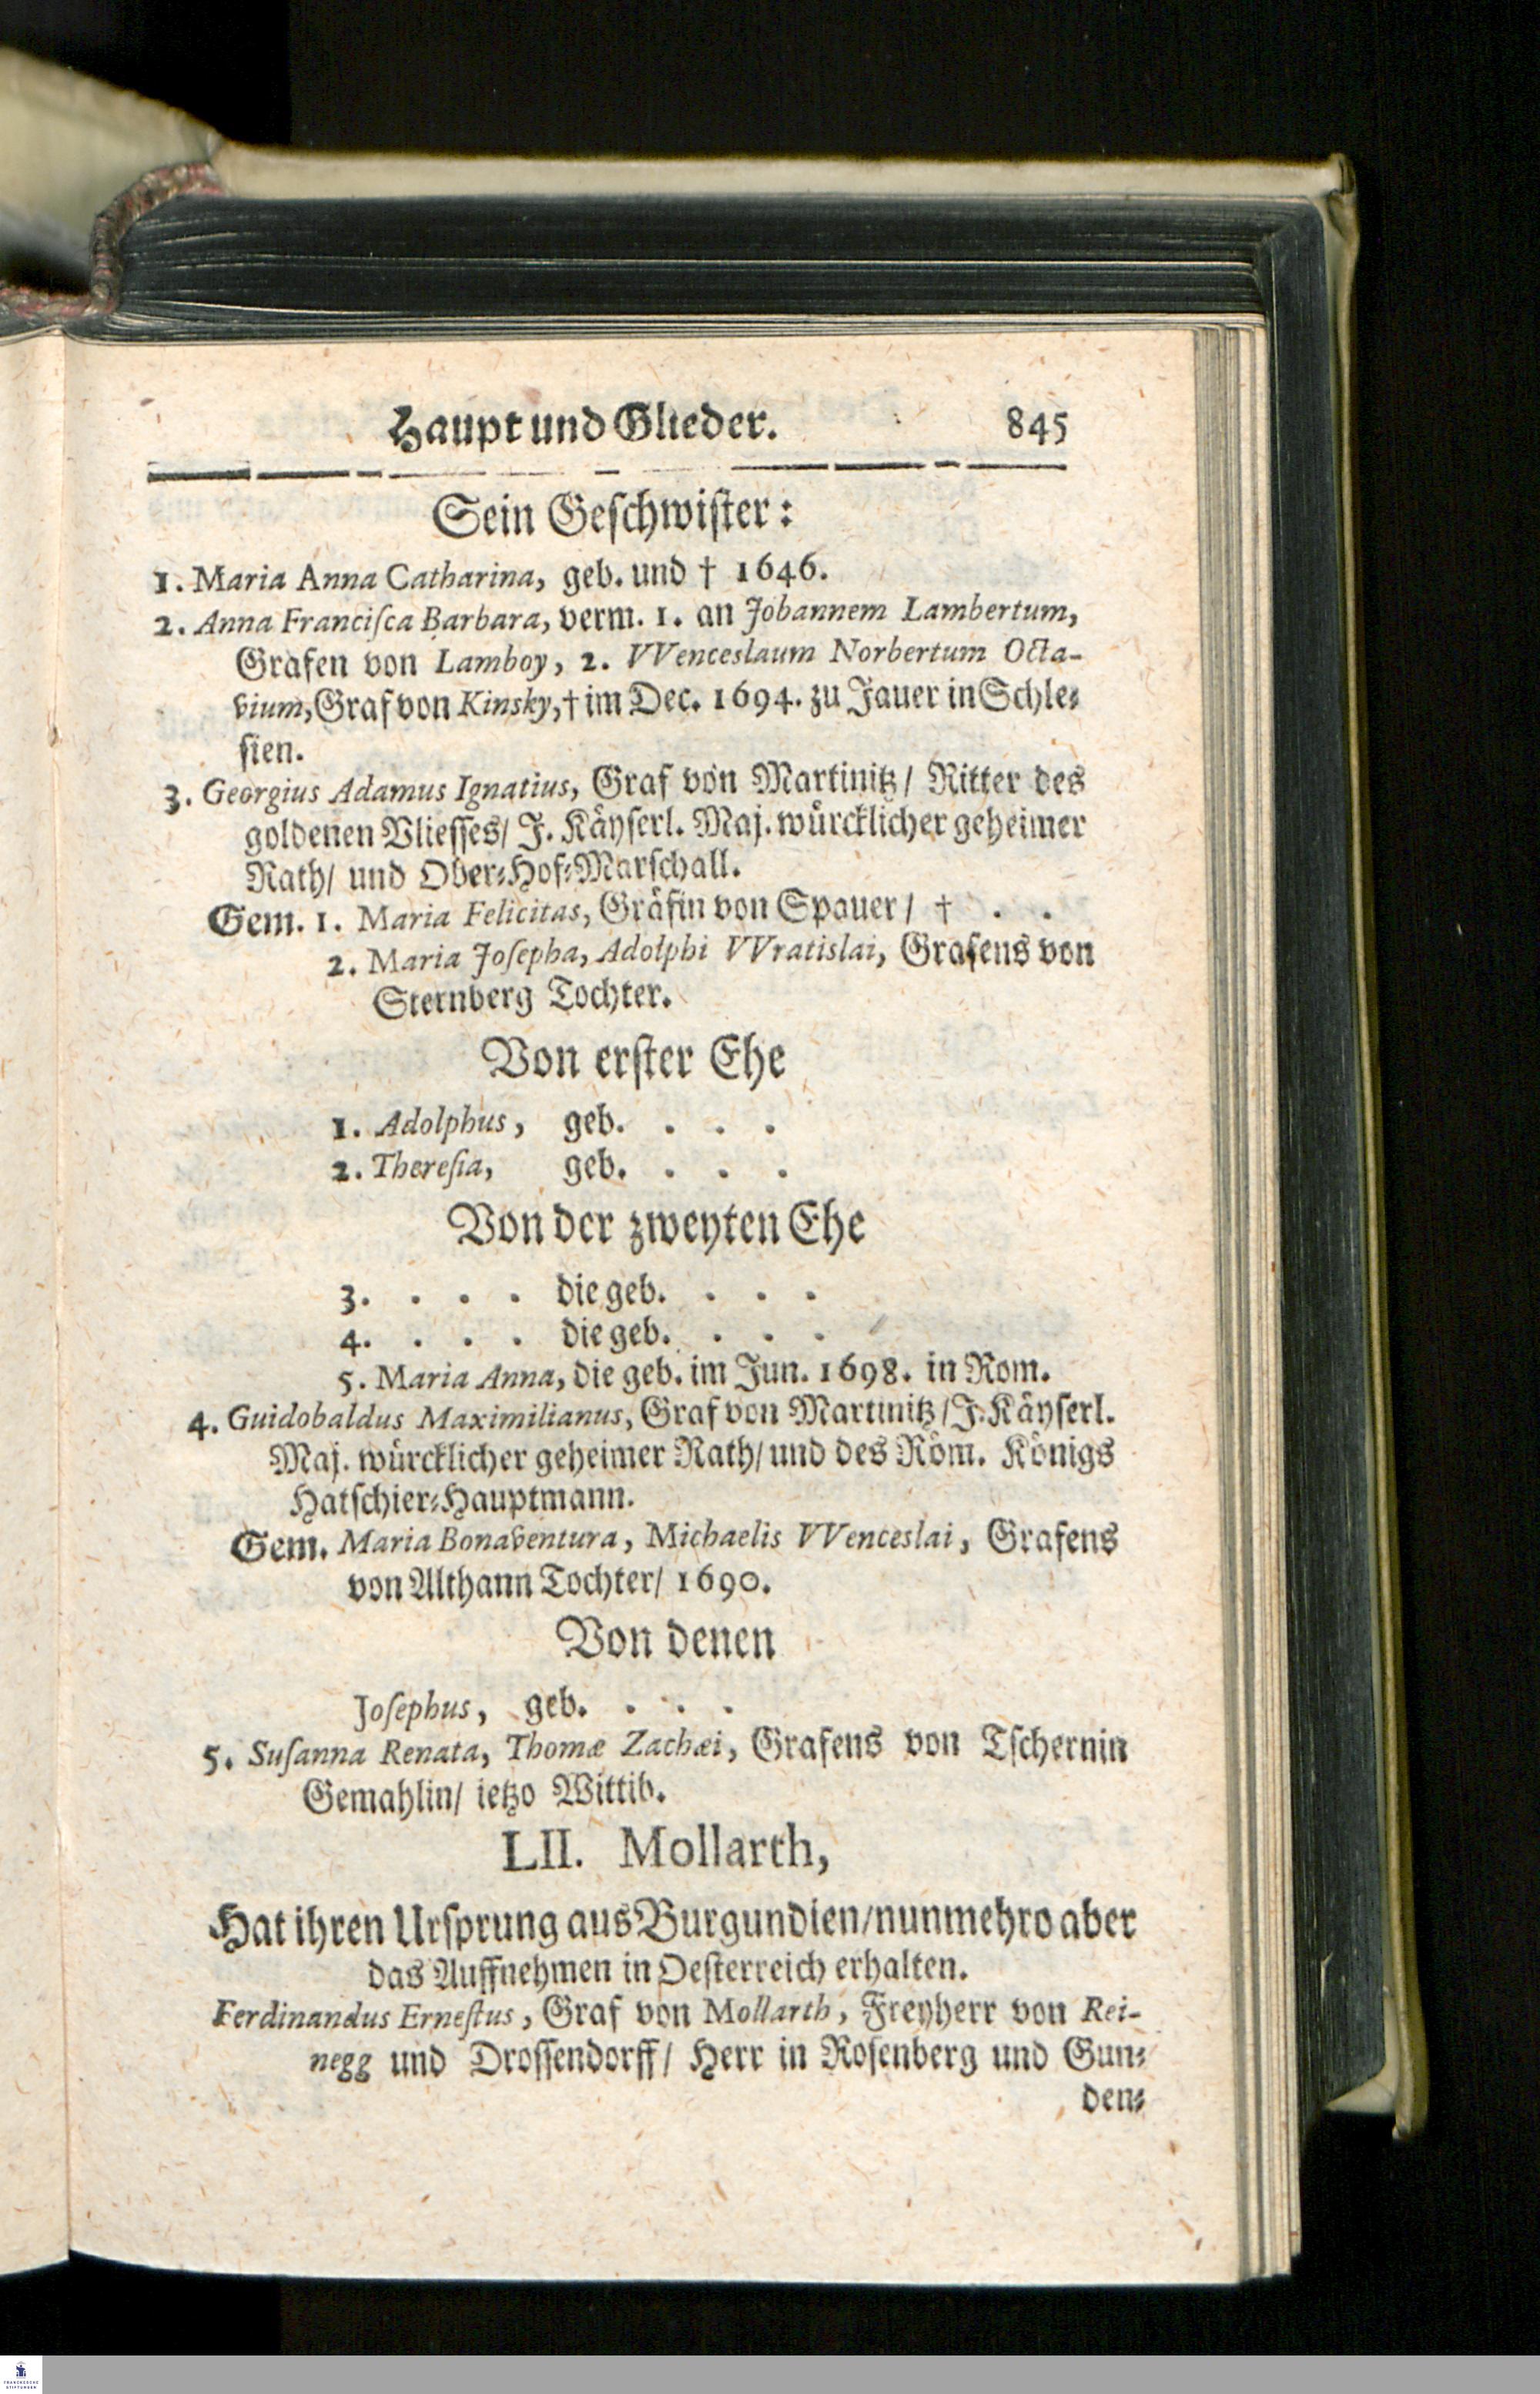 Haupt und Glieder. 845
Sein Geſchwiſter:
1. Maria Anna Catharina, geb. und † 1646.
2. Anna Franciſca Barbara, verm. 1. an Johannem Lambertum,
Grafen von Lamboy, 2. VVenceslaum Norbertum Octa-
vium, Graf von Kinsky, † im Dec. 1694. zu Jauer in Schle⸗
ſien.
3. Georgius Adamus Ignatius, Graf von Martinitz/ Ritter des
goldenen Vlieſſes/ J. Käyſerl. Maj. würcklicher geheimer
Rath/ und Ober⸗Hof⸗Marſchall.
Gem. 1. Maria Felicitas, Gräfin von Spauer/ † . .
2. Maria Joſepha, Adolphi VVratislai, Grafens von
Sternberg Tochter.
Von erſter Ehe
1. Adolphus, geb. . . .
2. Thereſia, geb. . . .
Von der zweyten Ehe
3. . . . die geb. . . .
4. . . . die geb. . . .
5. Maria Anna, die geb. im Jun. 1698. in Rom.
4. Guidobaldus Maximilianus, Graf von Martinitz/ J. Käyſerl.
Maj. würcklicher geheimer Rath/ und des Röm. Königs
Hatſchier⸗Hauptmann.
Gem. Maria Bonaventura, Michaelis VVenceslai, Grafens
von Althann Tochter/ 1690.
Von denen
Joſephus, geb. . . .
5. Suſanna Renata, Thomæ Zachæi, Grafens von Tſchernin
Gemahlin/ ietzo Wittib.
LII. Mollarth,
Hat ihren Urſprung aus Burgundien/ nunmehro aber
das Auffnehmen in Oeſterreich erhalten.
Ferdinandus Erneſtus, Graf von Mollarth, Freyherr von Rei-
negg und Droſſendorff/ Herr in Roſenberg und Gun⸗
den⸗
FRANCKESCHE
STIFTUNGEN